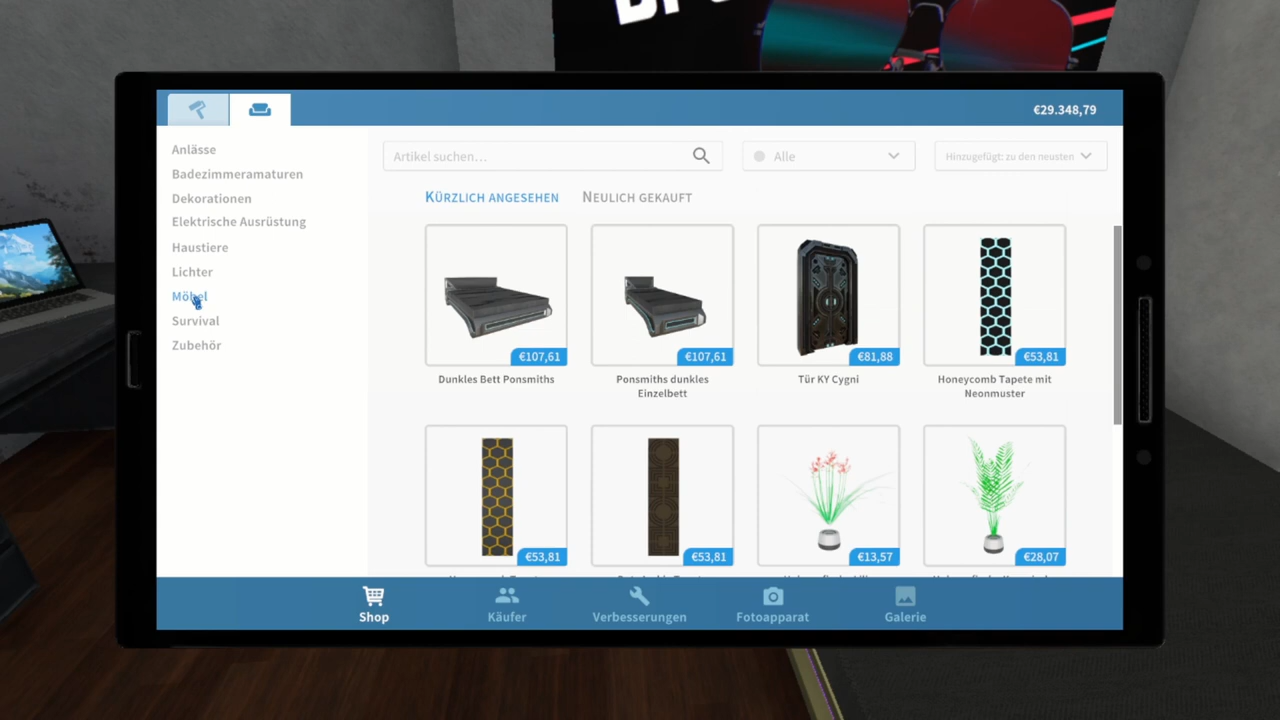 €29.348,79
Anlässe
Badezimmeramaturen
Dekorationen
Elektrische Ausrüstung
Haustiere
Lichter
Möbel
Survival
Zubehör
Artikel suchen...
Alle
Hinzugefügt: zu den neusten
KÜRZLICH ANGESEHEN
NEULICH GEKAUFT
€107,61
Dunkles Bett Ponsmiths
€107,61
Ponsmiths dunkles
Einzelbett
€81,88
Tür KY Cygni
€53,81
Honeycomb Tapete mit
Neonmuster
€53,81
€53,81
€13,57
€28,07
Shop
Käufer
Verbesserungen
Fotoapparat
Galerie